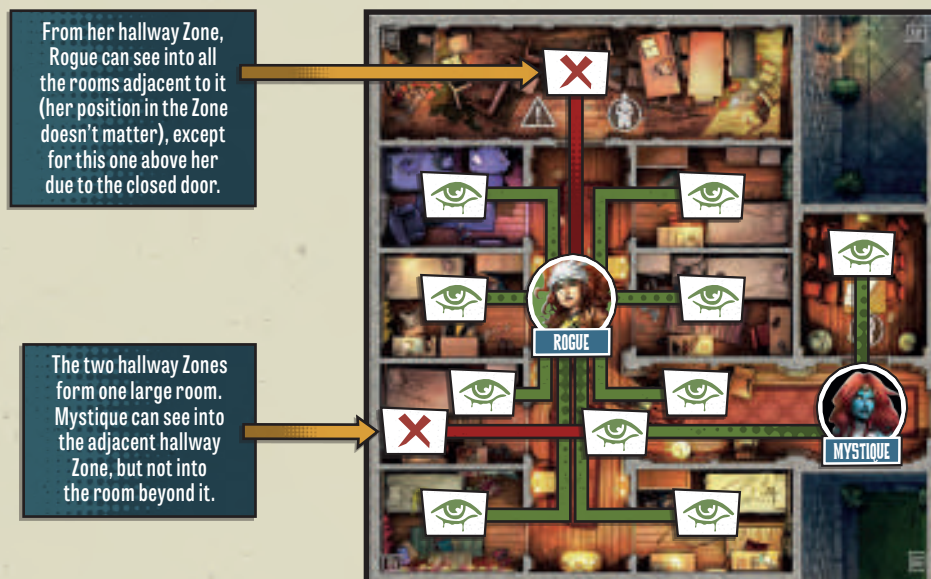 From her hallway Zone,
Rogue can see into all
the rooms adjacent to it
(her position in the Zone
doesn't matter), except
for this one above her
due to the closed door.
ROGUE
The two hallway Zones
form one large room.
Mystique can see into
the adjacent hallway
Zone, but not into
the room beyond it.
MYSTIQUE